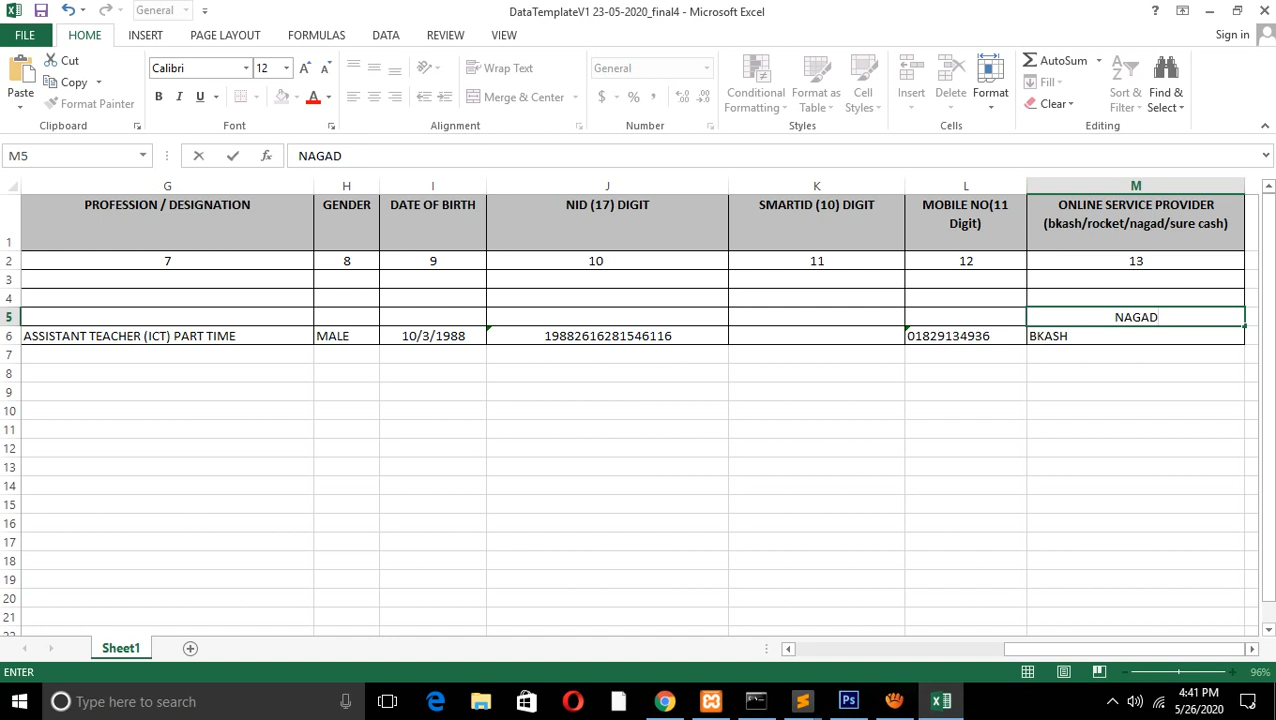 DataTemplateV1 23-05-2020_final4 - Microsoft Excel
General
?
FILE HOME INSERT PAGE LAYOUT FORMULAS DATA REVIEW VIEW Sign in
Paste
Cut
Copy
Format Painter
Clipboard
Calibri 12
B I U
Font
Wrap Text
Merge & Center
Alignment
General
$ % ,
Number
Conditional Formatting
Format as Table
Cell Styles
Styles
Insert Delete Format
Cells
AutoSum
Fill
Clear
Sort & Filter
Find & Select
Editing
M5 fx NAGAD
G H I J K L M
1 PROFESSION / DESIGNATION GENDER DATE OF BIRTH NID (17) DIGIT SMARTID (10) DIGIT MOBILE NO(11 Digit) ONLINE SERVICE PROVIDER (bkash/rocket/nagad/sure cash)
2 7 8 9 10 11 12 13
3
4
5 NAGAD
6 ASSISTANT TEACHER (ICT) PART TIME MALE 10/3/1988 19882616281546116 01829134936 BKASH
7
8
9
10
11
12
13
14
15
16
17
18
19
20
21
22
Sheet1
ENTER 96%
Type here to search
4:41 PM
5/26/2020